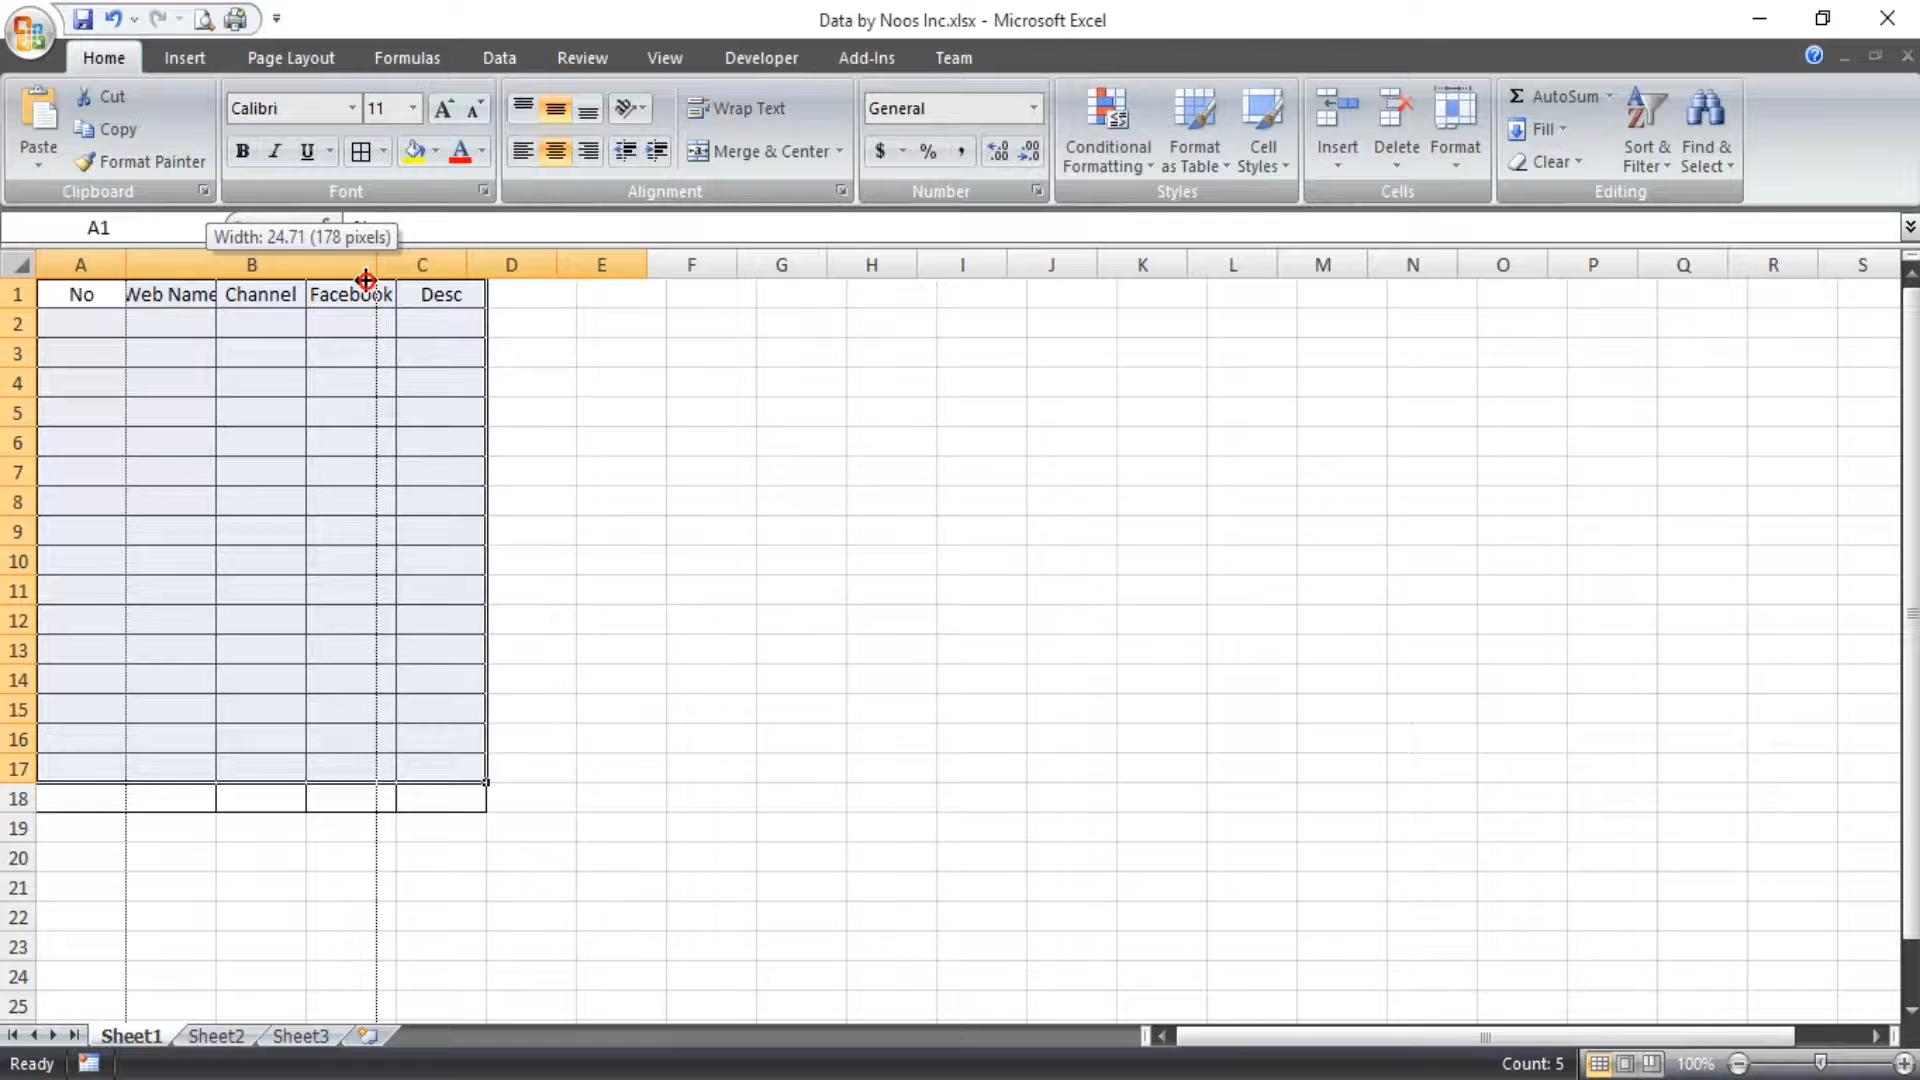 Data by Noos Inc.xlsx - Microsoft Excel
Home Insert Page Layout Formulas Data Review View Developer Add-Ins Team
Paste
Cut
Copy
Format Painter
Clipboard
Calibri 11
B I U
Font
Wrap Text
Merge & Center
Alignment
General
$ % ,
Number
Conditional Formatting
Format as Table
Cell Styles
Styles
Insert Delete Format
Cells
Σ AutoSum
Fill
Clear
Sort & Filter
Find & Select
Editing
A1
Width: 24.71 (178 pixels)
A B C D E F G H I J K L M N O P Q R S
1 No Web Name Channel Facebook Desc
2
3
4
5
6
7
8
9
10
11
12
13
14
15
16
17
18
19
20
21
22
23
24
25
Sheet1 Sheet2 Sheet3
Ready Count: 5 100%